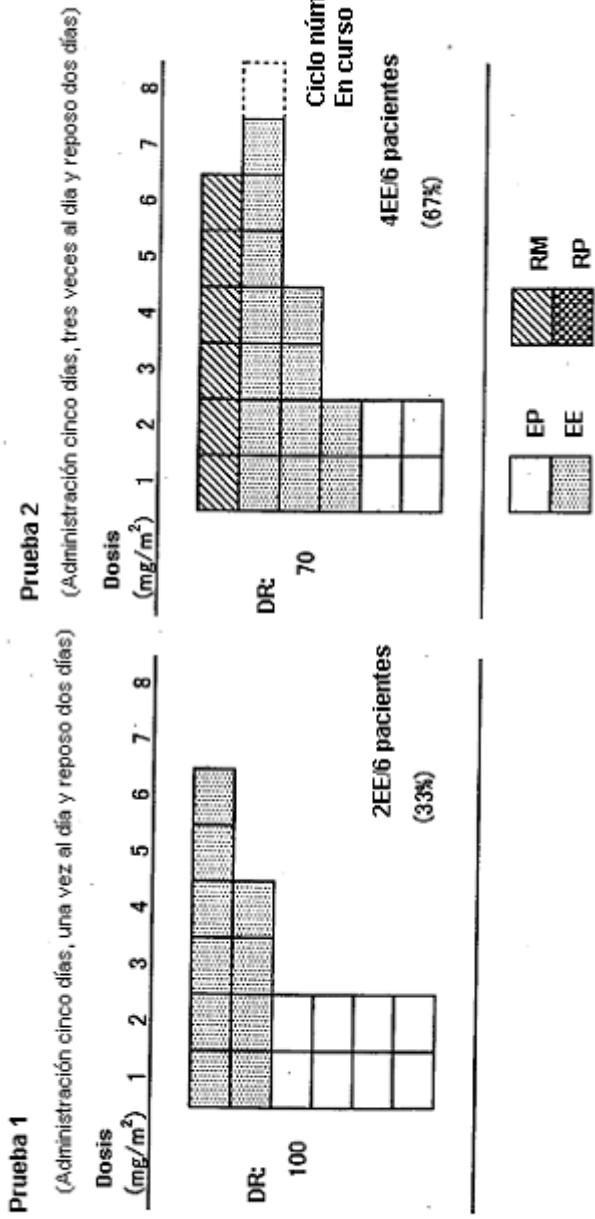 Prueba 1
(Administración cinco días, una vez al día y reposo dos días)
Dosis
(mg/m²) 1 2 3 4 5 6 7 8
DR:
100
2EE/6 pacientes
(33%)
Prueba 2
(Administración cinco días, tres veces al día y reposo dos días)
Dosis
(mg/m²) 1 2 3 4 5 6 7 8
DR:
70
Ciclo núm
En curso
4EE/6 pacientes
(67%)
EP RM
EE RP